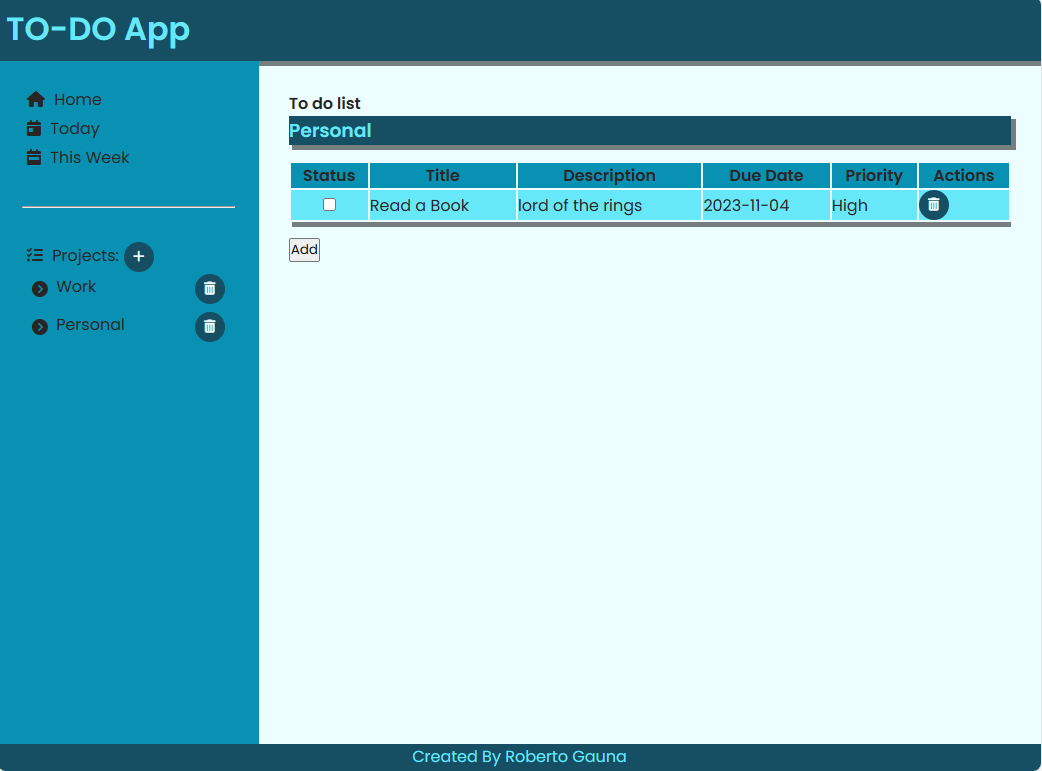 TO-DO App
Home
Today
This Week
Projects:
Work
Personal
To do list
Personal
Status Title Description Due Date Priority Actions
Read a Book lord of the rings 2023-11-04 High
Add
Created By Roberto Gauna